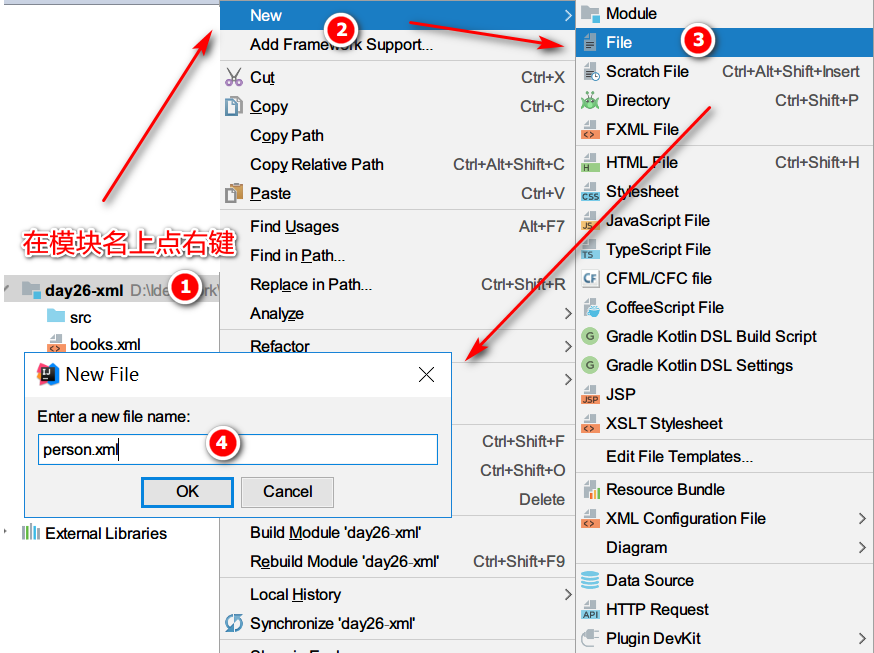 New
2
Add Framework Support...
Cut Ctrl+X
Copy Ctrl+C
Copy Path
Copy Relative Path Ctrl+Alt+Shift+C
Paste Ctrl+V
Find Usages Alt+F7
Find in Path...
Replace in Path... Ctrl+Shift+R
Analyze
Refactor
Ctrl+Shift+F
Ctrl+Shift+O
Delete
Build Module 'day26-xml'
Rebuild Module 'day26-xml' Ctrl+Shift+F9
Local History
Synchronize 'day26-xml'
Module
File
3
Scratch File Ctrl+Alt+Shift+Insert
Directory Ctrl+Shift+P
FXML File
HTML File Ctrl+Shift+H
Stylesheet
JavaScript File
TypeScript File
CFML/CFC file
CoffeeScript File
Gradle Kotlin DSL Build Script
Gradle Kotlin DSL Settings
JSP
XSLT Stylesheet
Edit File Templates...
Resource Bundle
XML Configuration File
Diagram
Data Source
HTTP Request
Plugin DevKit
在模块名上点右键
1
day26-xml
src
books.xml
New File
Enter a new file name:
person.xml
4
OK Cancel
External Libraries